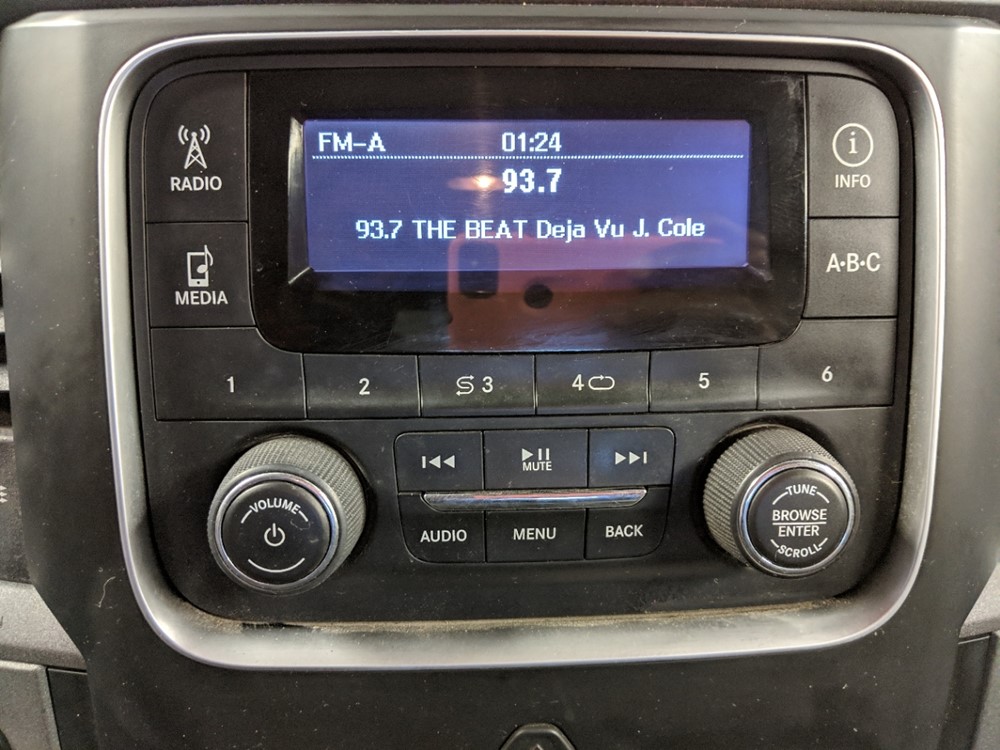 FM-A 01:24
93.7
93.7 THE BEAT Deja Vu J. Cole
RADIO
MEDIA
INFO
A·B·C
1 2 3 4 5 6
MUTE
AUDIO MENU BACK
VOLUME
TUNE
BROWSE
ENTER
SCROLL